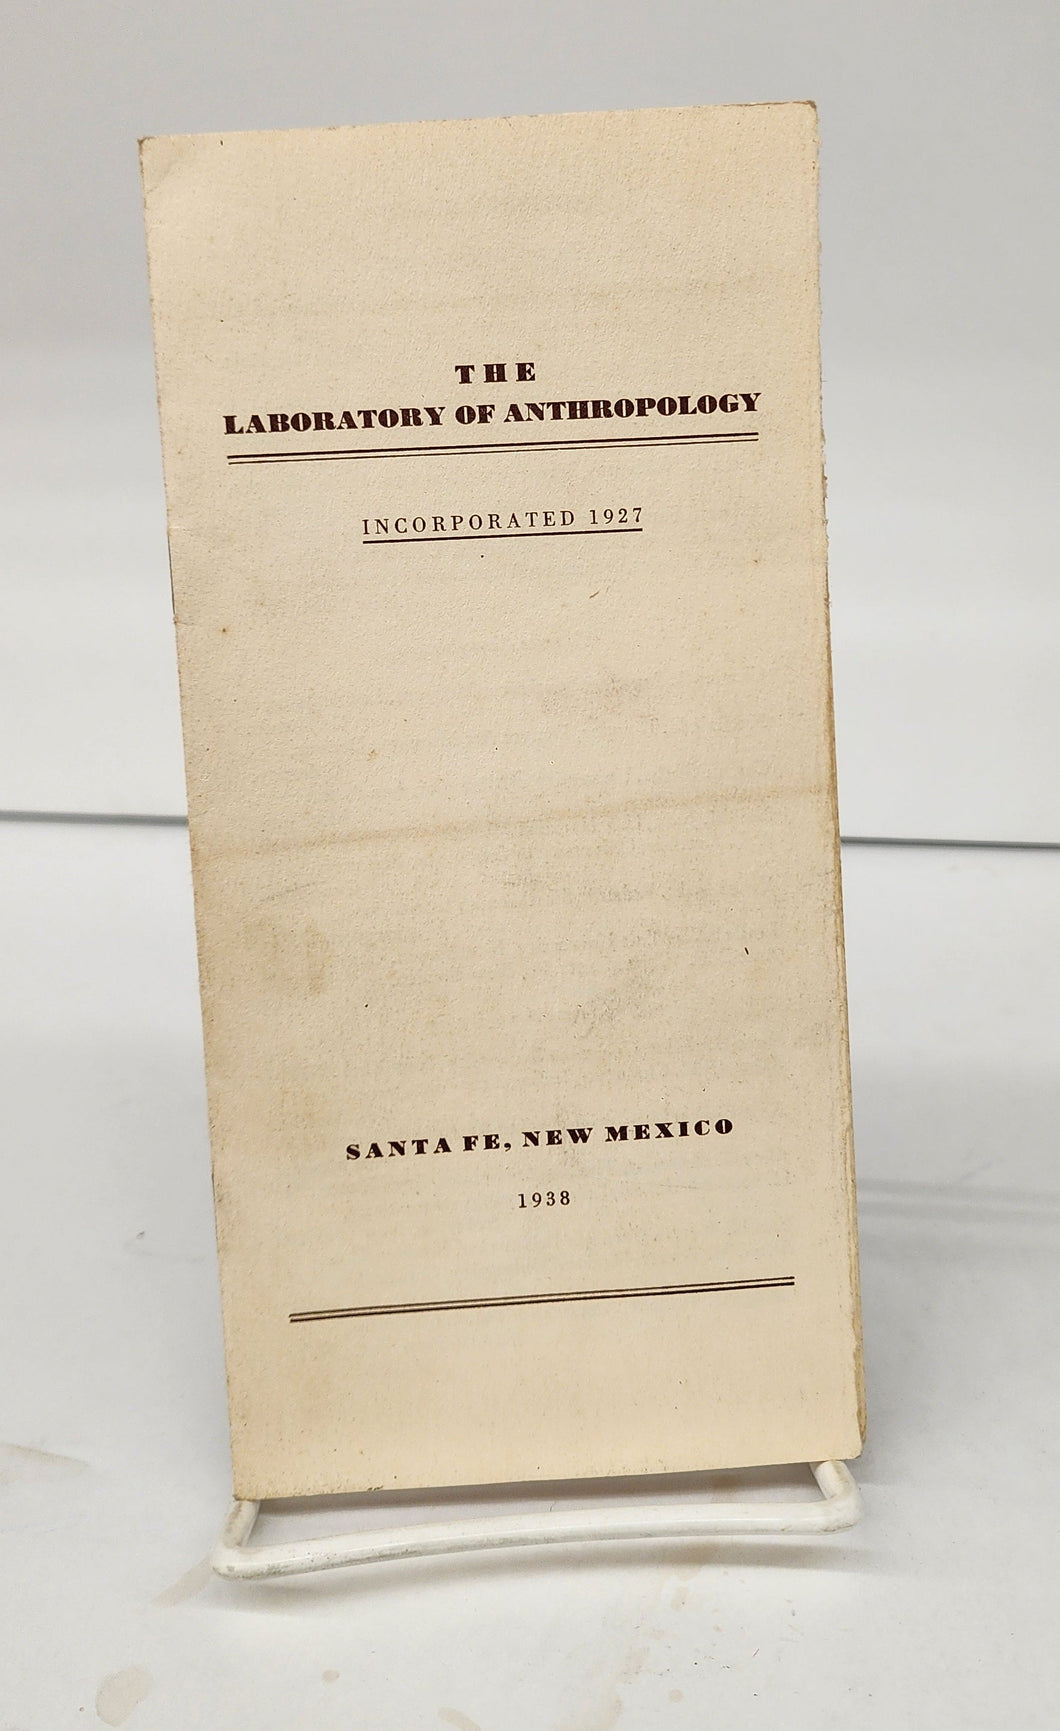 THE
LABORATORY OF ANTHROPOLOGY
INCORPORATED 1927
SANTA FE, NEW MEXICO
1938